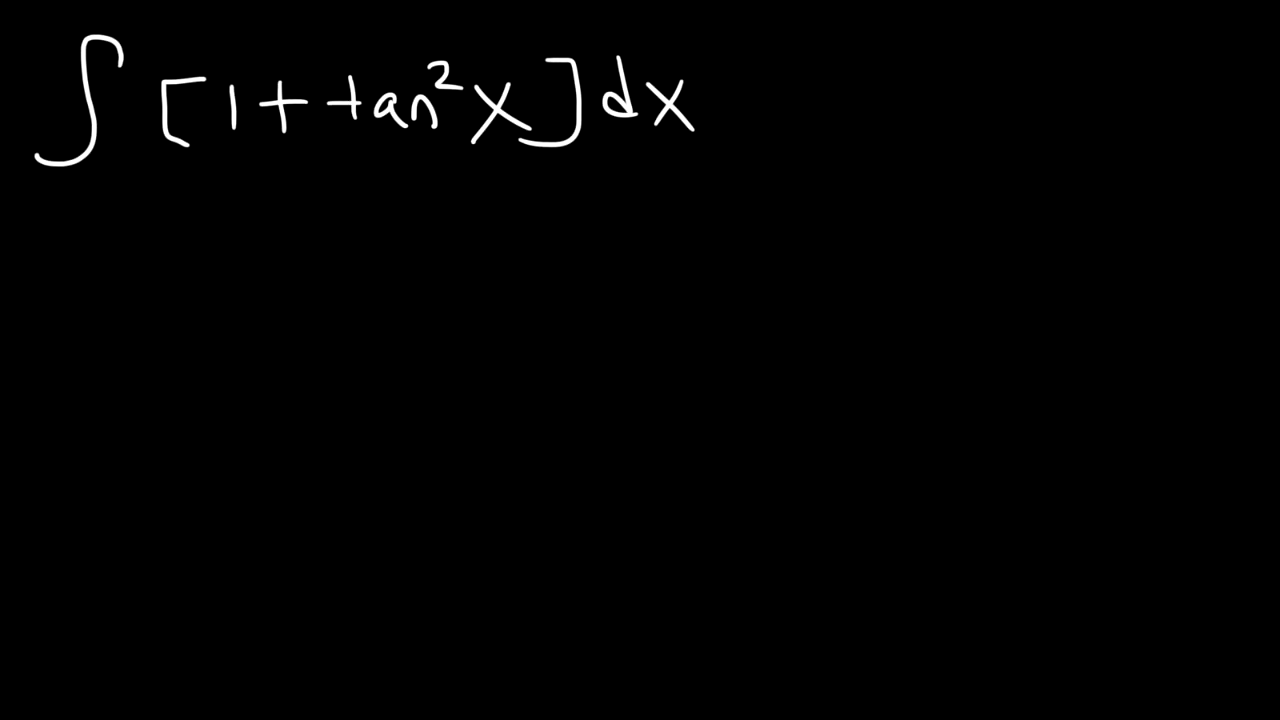 ∫ [1 + tan²x] dx